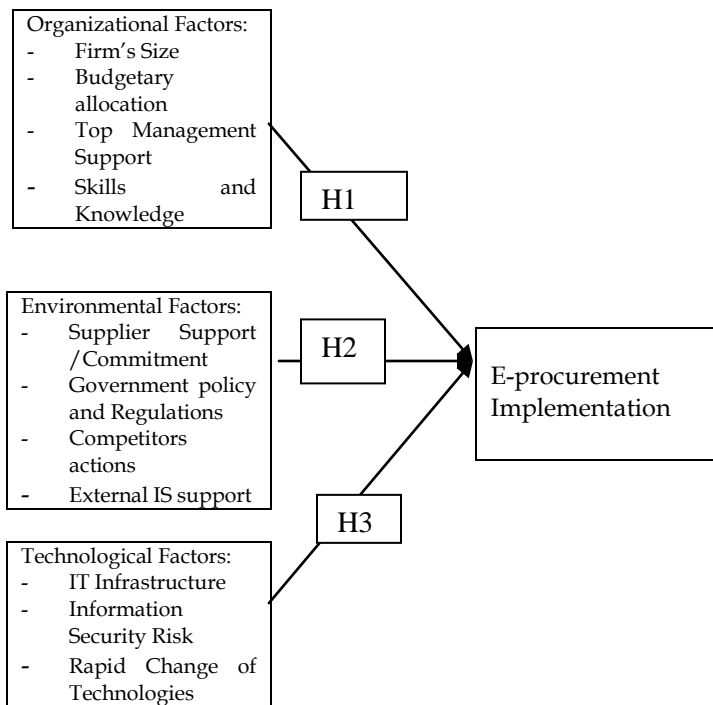 Organizational Factors:
- Firm's Size
- Budgetary
allocation
- Top Management
Support
- Skills and
Knowledge
H1
Environmental Factors:
- Supplier Support
/Commitment
- Government policy
and Regulations
- Competitors
actions
- External IS support
H2
E-procurement
Implementation
H3
Technological Factors:
- IT Infrastructure
- Information
Security Risk
- Rapid Change of
Technologies